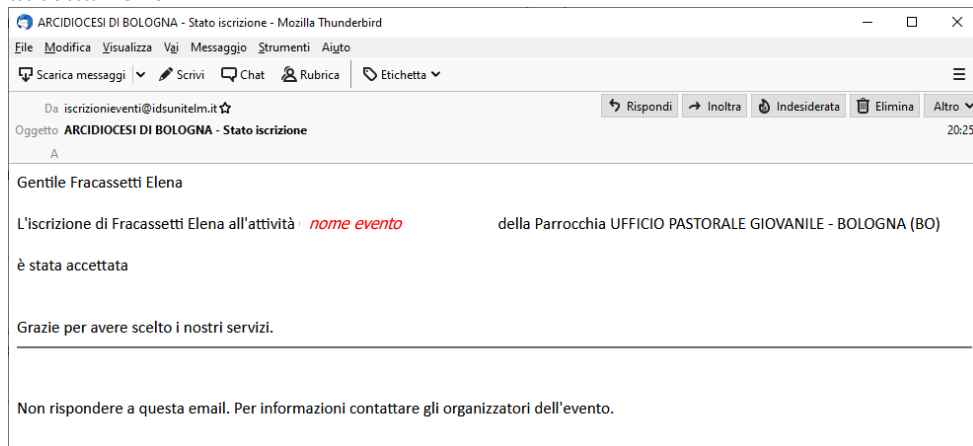 ARCIDIOCESI DI BOLOGNA - Stato iscrizione - Mozilla Thunderbird
File Modifica Visualizza Vai Messaggio Strumenti Aiuto
Scarica messaggi Scrivi Chat Rubrica Etichetta
Da iscrizionieventi@idsunitelm.it Rispondi Inoltra Indesiderata Elimina Altro
Oggetto ARCIDIOCESI DI BOLOGNA - Stato iscrizione 20:25
A
Gentile Fracassetti Elena
L'iscrizione di Fracassetti Elena all'attività nome evento della Parrocchia UFFICIO PASTORALE GIOVANILE - BOLOGNA (BO)
è stata accettata
Grazie per avere scelto i nostri servizi.
Non rispondere a questa email. Per informazioni contattare gli organizzatori dell'evento.